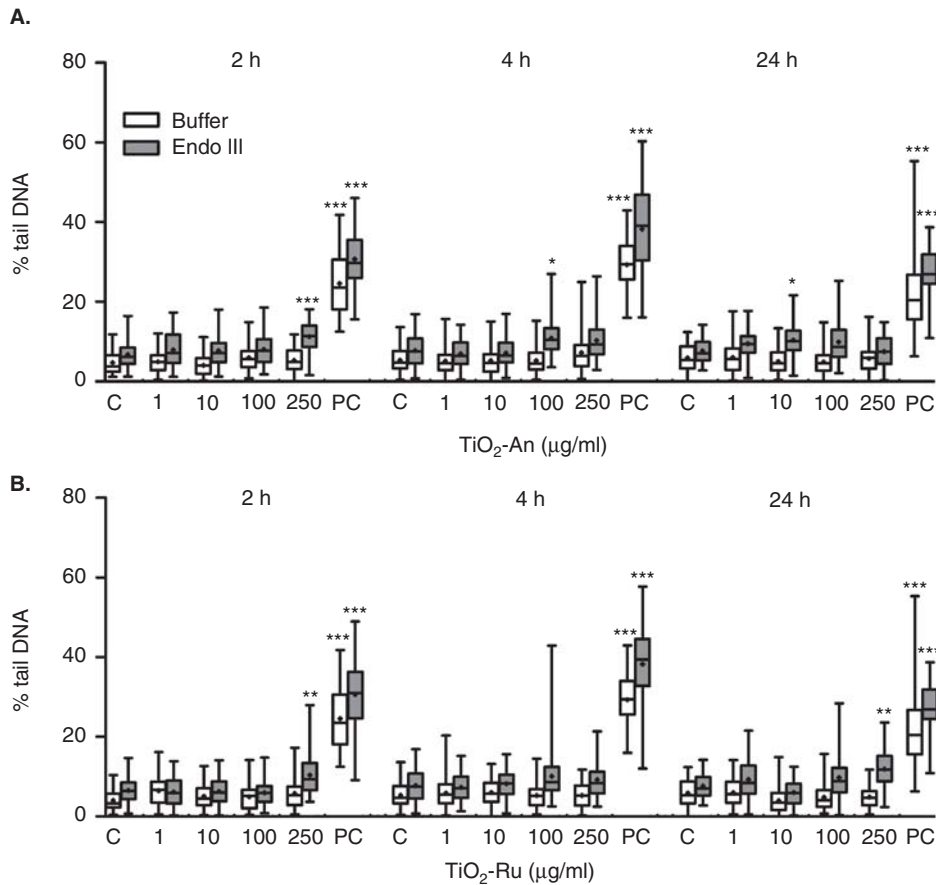 A.
2 h 4 h 24 h
80
60
40
20
0
% tail DNA
Buffer
Endo III
*** *** *** * *** *** * *** ***
C 1 10 100 250 PC C 1 10 100 250 PC C 1 10 100 250 PC
TiO2-An (μg/ml)
B.
2 h 4 h 24 h
80
60
40
20
0
% tail DNA
** *** *** *** *** ** *** ***
C 1 10 100 250 PC C 1 10 100 250 PC C 1 10 100 250 PC
TiO2-Ru (μg/ml)